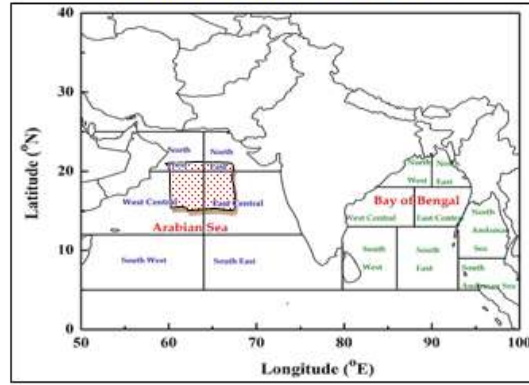 40
30
20
10
0
50
60
70
80
90
100
Latitude (°N)
Longitude (°E)
North
North
East
West Central
East Central
Arabian Sea
South West
South East
North
West
North
East
Bay of Bengal
West Central
East Central
South
West
South
East
North
Andaman
Sea
South
Andaman Sea